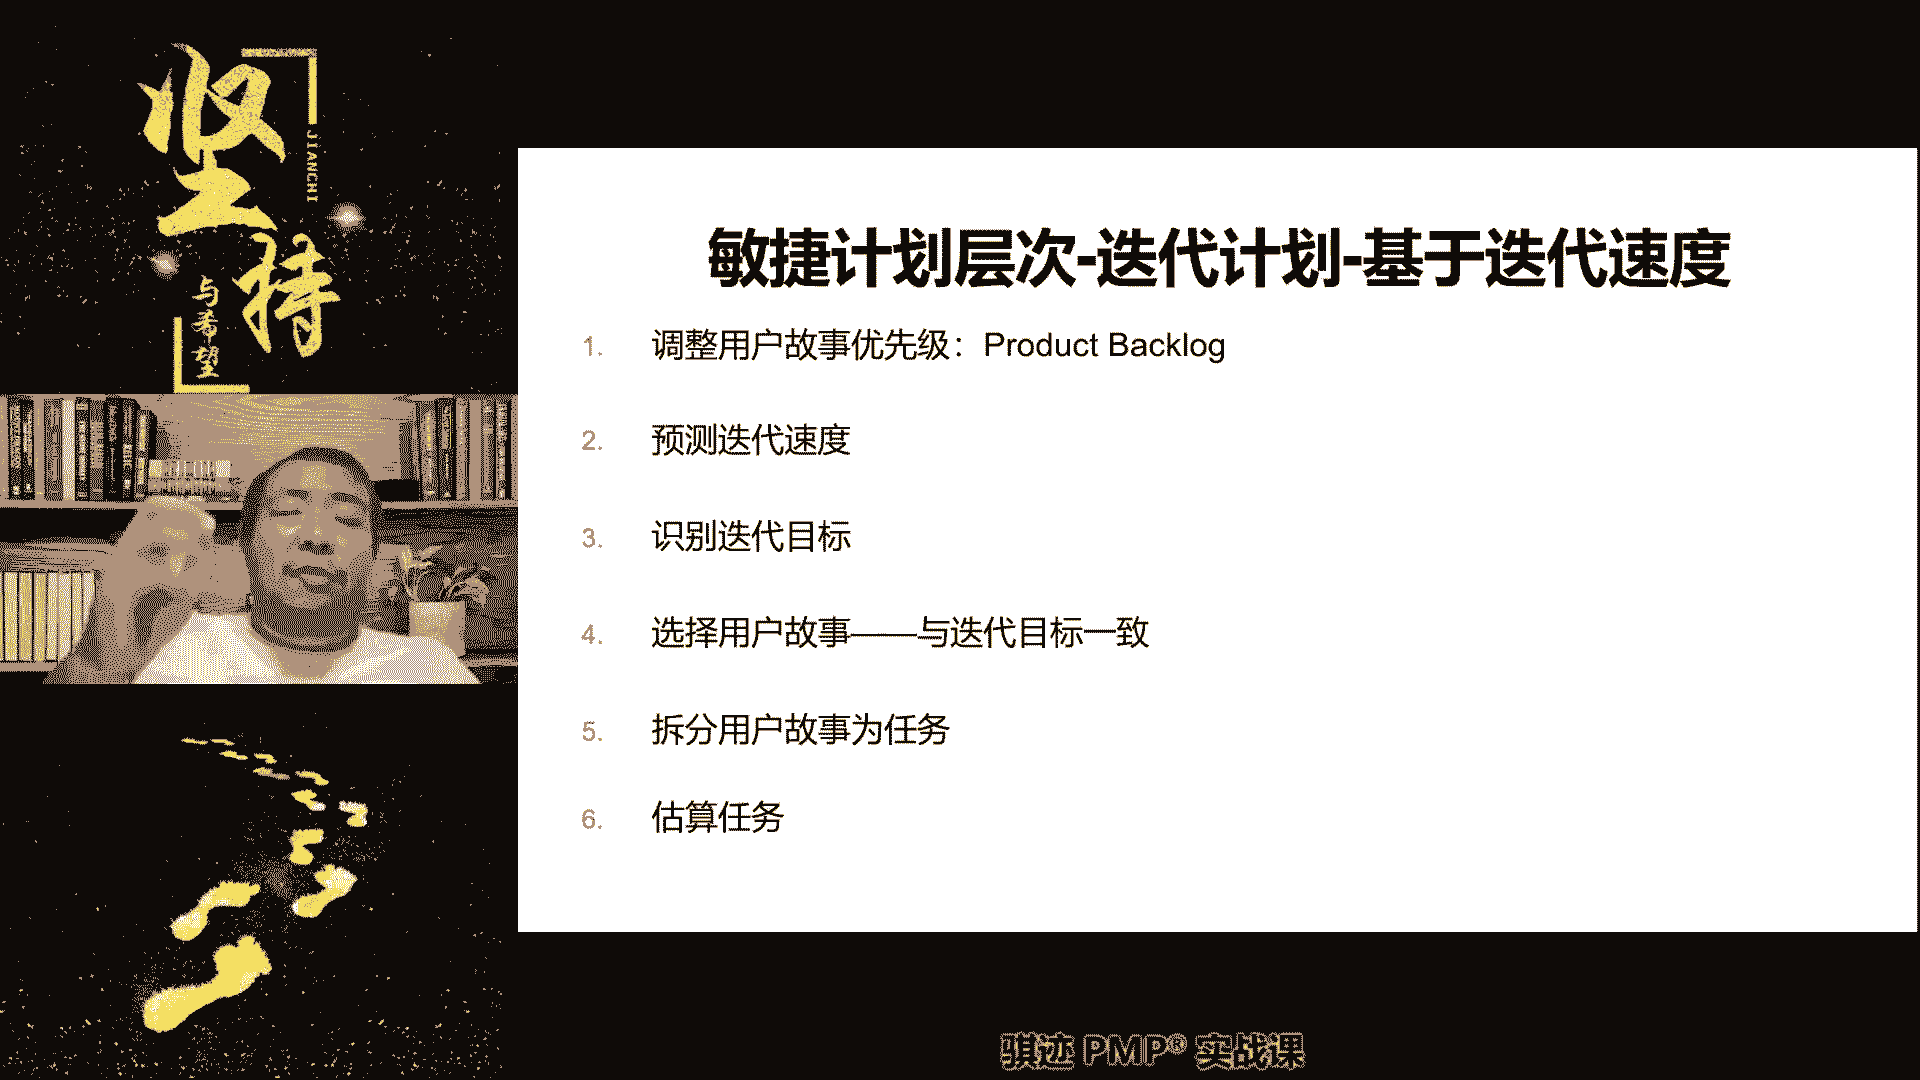 坚持
JIANCHI
与希望
敏捷计划层次-迭代计划-基于迭代速度
1. 调整用户故事优先级：Product Backlog
2. 预测迭代速度
3. 识别迭代目标
4. 选择用户故事——与迭代目标一致
5. 拆分用户故事为任务
6. 估算任务
骐迹 PMP® 实战课